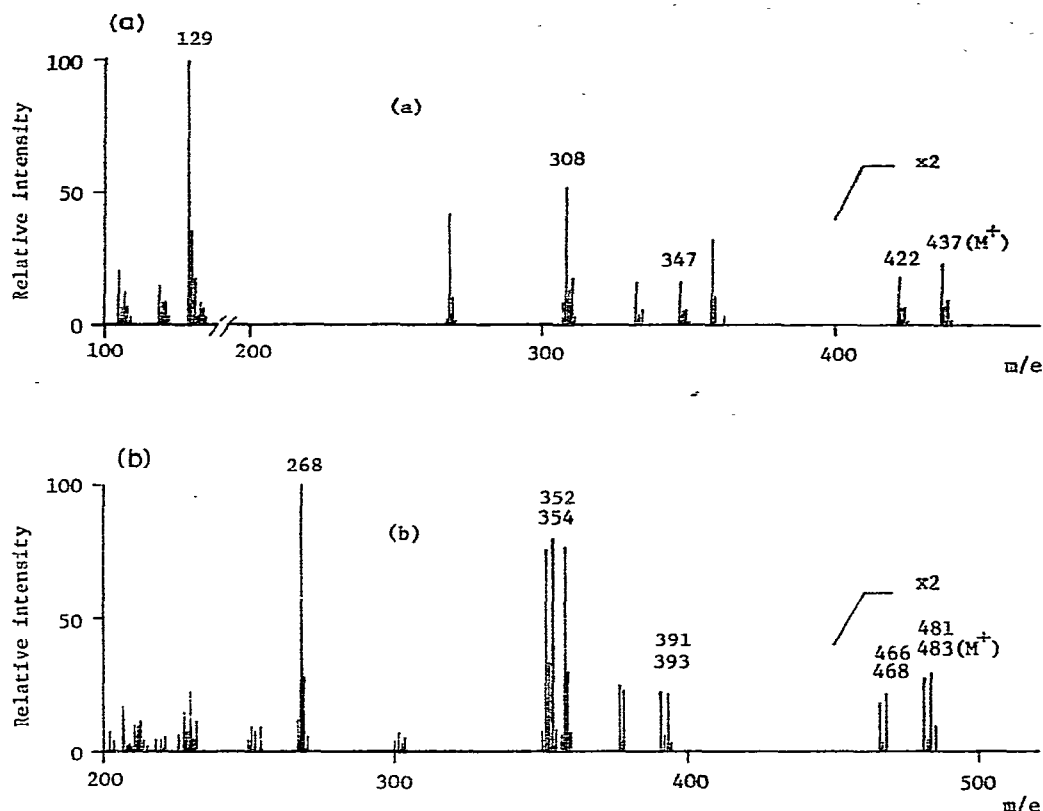 (a)
129
100
(a)
308
x2
50
437(M+)
347
422
Relative Intensity
0
100
200
300
400
m/e
(b)
268
100
352
354
(b)
x2
50
391
393
466
468
481
483(M+)
Relative intensity
0
200
300
400
500
m/e